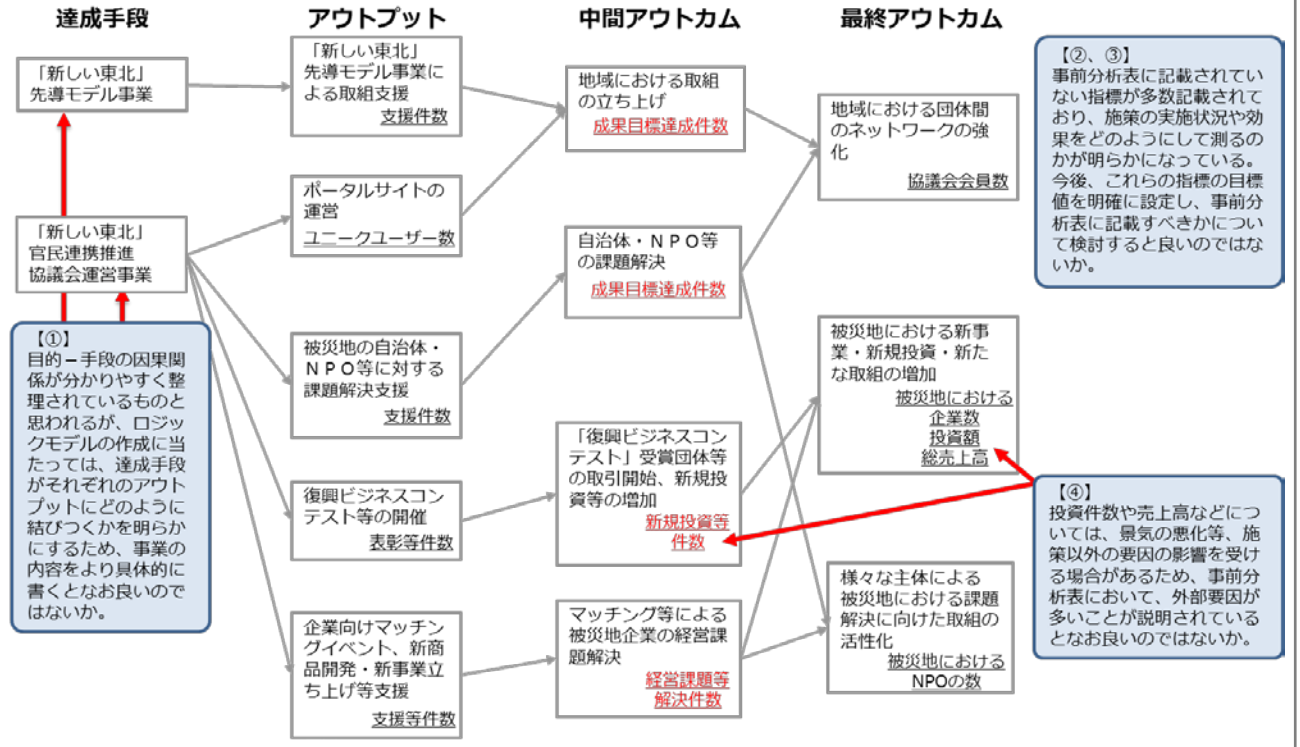 達成手段
アウトプット
中間アウトカム
最終アウトカム
「新しい東北」
先導モデル事業
「新しい東北」
官民連携推進
協議会運営事業
【①】
目的－手段の因果関
係が分かりやすく整
理されているものと
思われるが、ロジッ
クモデルの作成に当
たっては、達成手段
がそれぞれのアウト
プットにどのように
結びつくかを明らか
にするため、事業の
内容をより具体的に
書くとなお良いので
はないか。
「新しい東北」
先導モデル事業に
よる取組支援
支援件数
ポータルサイトの
運営
ユニークユーザー数
被災地の自治体・
ＮＰＯ等に対する
課題解決支援
支援件数
復興ビジネスコン
テスト等の開催
表彰等件数
企業向けマッチン
グイベント、新商
品開発・新事業立
ち上げ等支援
支援等件数
地域における取組
の立ち上げ
成果目標達成件数
自治体・ＮＰＯ等
の課題解決
成果目標達成件数
「復興ビジネスコン
テスト」受賞団体等
の取引開始、新規投
資等の増加
新規投資等
件数
マッチング等による
被災地企業の経営課
題解決
経営課題等
解決件数
地域における団体間
のネットワークの強
化
協議会会員数
被災地における新事
業・新規投資・新た
な取組の増加
被災地における
企業数
投資額
総売上高
様々な主体による
被災地における課題
解決に向けた取組の
活性化
被災地における
NPOの数
【②、③】
事前分析表に記載されてい
ない指標が多数記載されて
おり、施策の実施状況や効
果をどのようにして測るの
かが明らかになっている。
今後、これらの指標の目標
値を明確に設定し、事前分
析表に記載すべきかについ
て検討すると良いのではな
いか。
【④】
投資件数や売上高などにつ
いては、景気の悪化等、施
策以外の要因の影響を受け
る場合があるため、事前分
析表において、外部要因が
多いことが説明されている
となお良いのではないか。